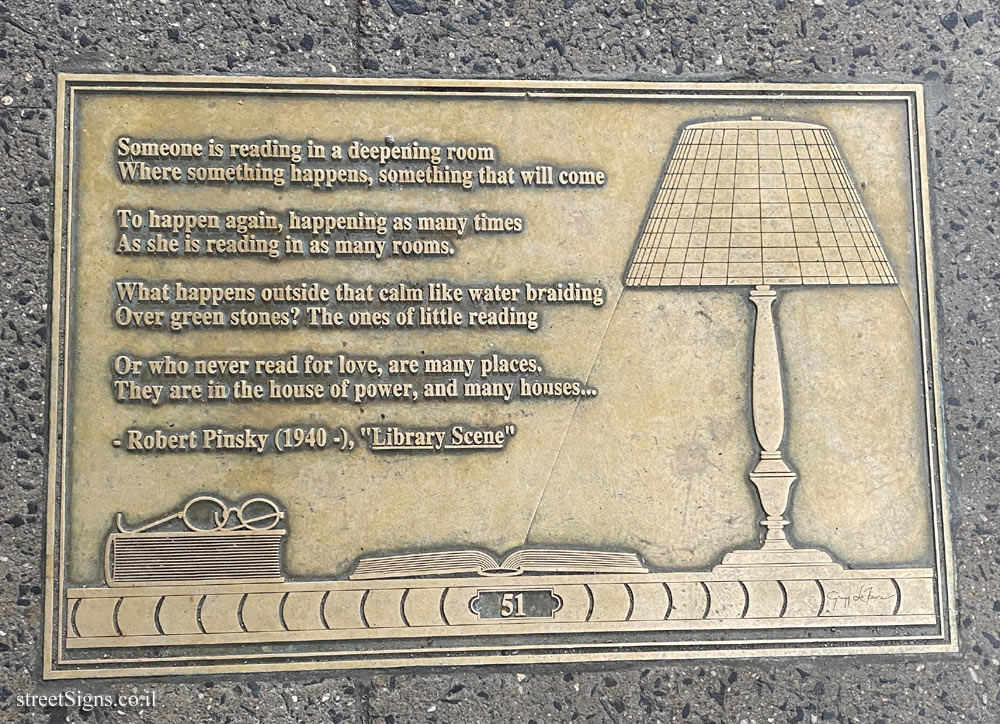 Someone is reading in a deepening room
Where something happens, something that will come
To happen again, happening as many times
As she is reading in as many rooms.
What happens outside that calm like water braiding
Over green stones? The ones of little reading
Or who never read for love, are many places.
They are in the house of power, and many houses...
- Robert Pinsky (1940 -), "Library Scene"
51
Gregg LeFevre
streetSigns.co.il